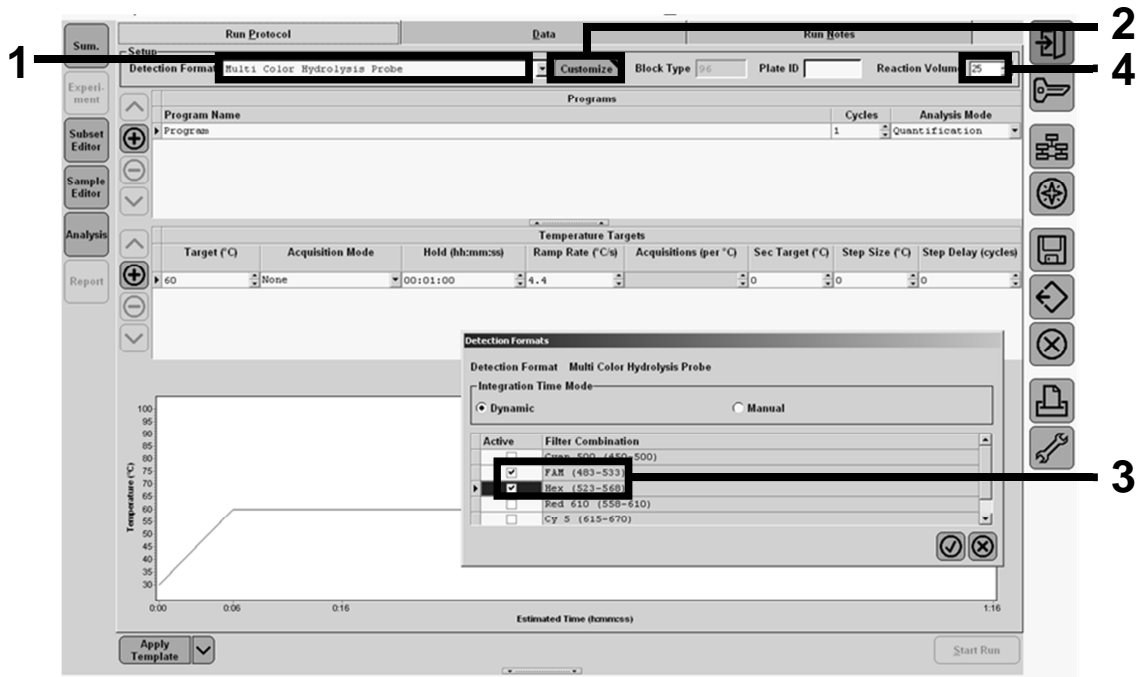 Run Protocol
Data
Run Notes
2
Sum.
Setup
1
Detection Format
Multi Color Hydrolysis Probe
Customize
Block Type
96
Plate ID
Reaction Volume
25
4
Experi-
ment
Programs
Program Name
Cycles
Analysis Mode
Program
1
Quantification
Subset
Editor
Sample
Editor
Analysis
Temperature Targets
Target (°C)
Acquisition Mode
Hold (hh:mm:ss)
Ramp Rate (°C/s)
Acquisitions (per °C)
Sec Target (°C)
Step Size (°C)
Step Delay (cycles)
60
None
00:01:00
4.4
0
0
0
Report
Detection Formats
Detection Format Multi Color Hydrolysis Probe
Integration Time Mode
Dynamic
Manual
Active
Filter Combination
Cyan 500 (450-500)
FAM (483-533)
Hex (523-568)
Red 610 (558-610)
Cy 5 (615-670)
3
100
95
90
85
80
75
70
65
60
55
50
45
40
35
30
Temperature (°C)
0:00
0:06
0:16
1:16
Estimated Time (h:mm:ss)
Apply
Template
Start Run